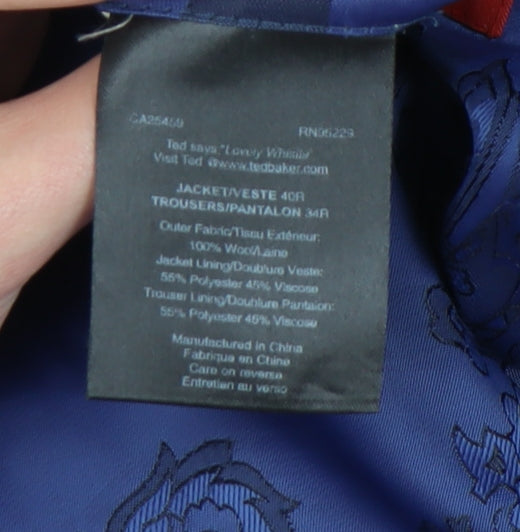 CA25459
RN95229
Ted says, "Lovely Whistle"
Visit Ted @www.tedbaker.com
JACKET/VESTE 40R
TROUSERS/PANTALON 34R
Outer Fabric/Tissu Extérieur:
100% Wool/Laine
Jacket Lining/Doublure Veste:
55% Polyester 45% Viscose
Trouser Lining/Doublure Pantalon:
55% Polyester 45% Viscose
Manufactured in China
Fabriqué en Chine
Care on reverse
Entretien au verso